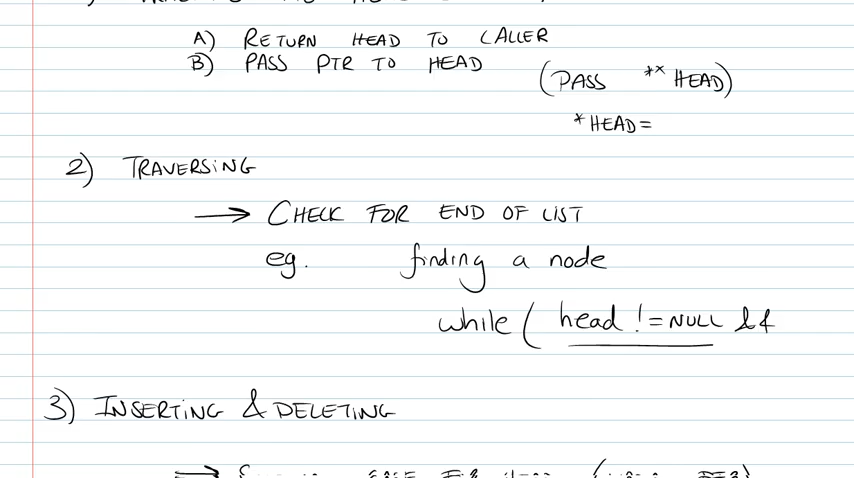 A) RETURN HEAD TO CALLER
B) PASS PTR TO HEAD (PASS ** HEAD)
*HEAD=
2) TRAVERSING
→ CHECK FOR END OF LIST
eg. finding a node
while ( head != NULL &&
3) INSERTING & DELETING